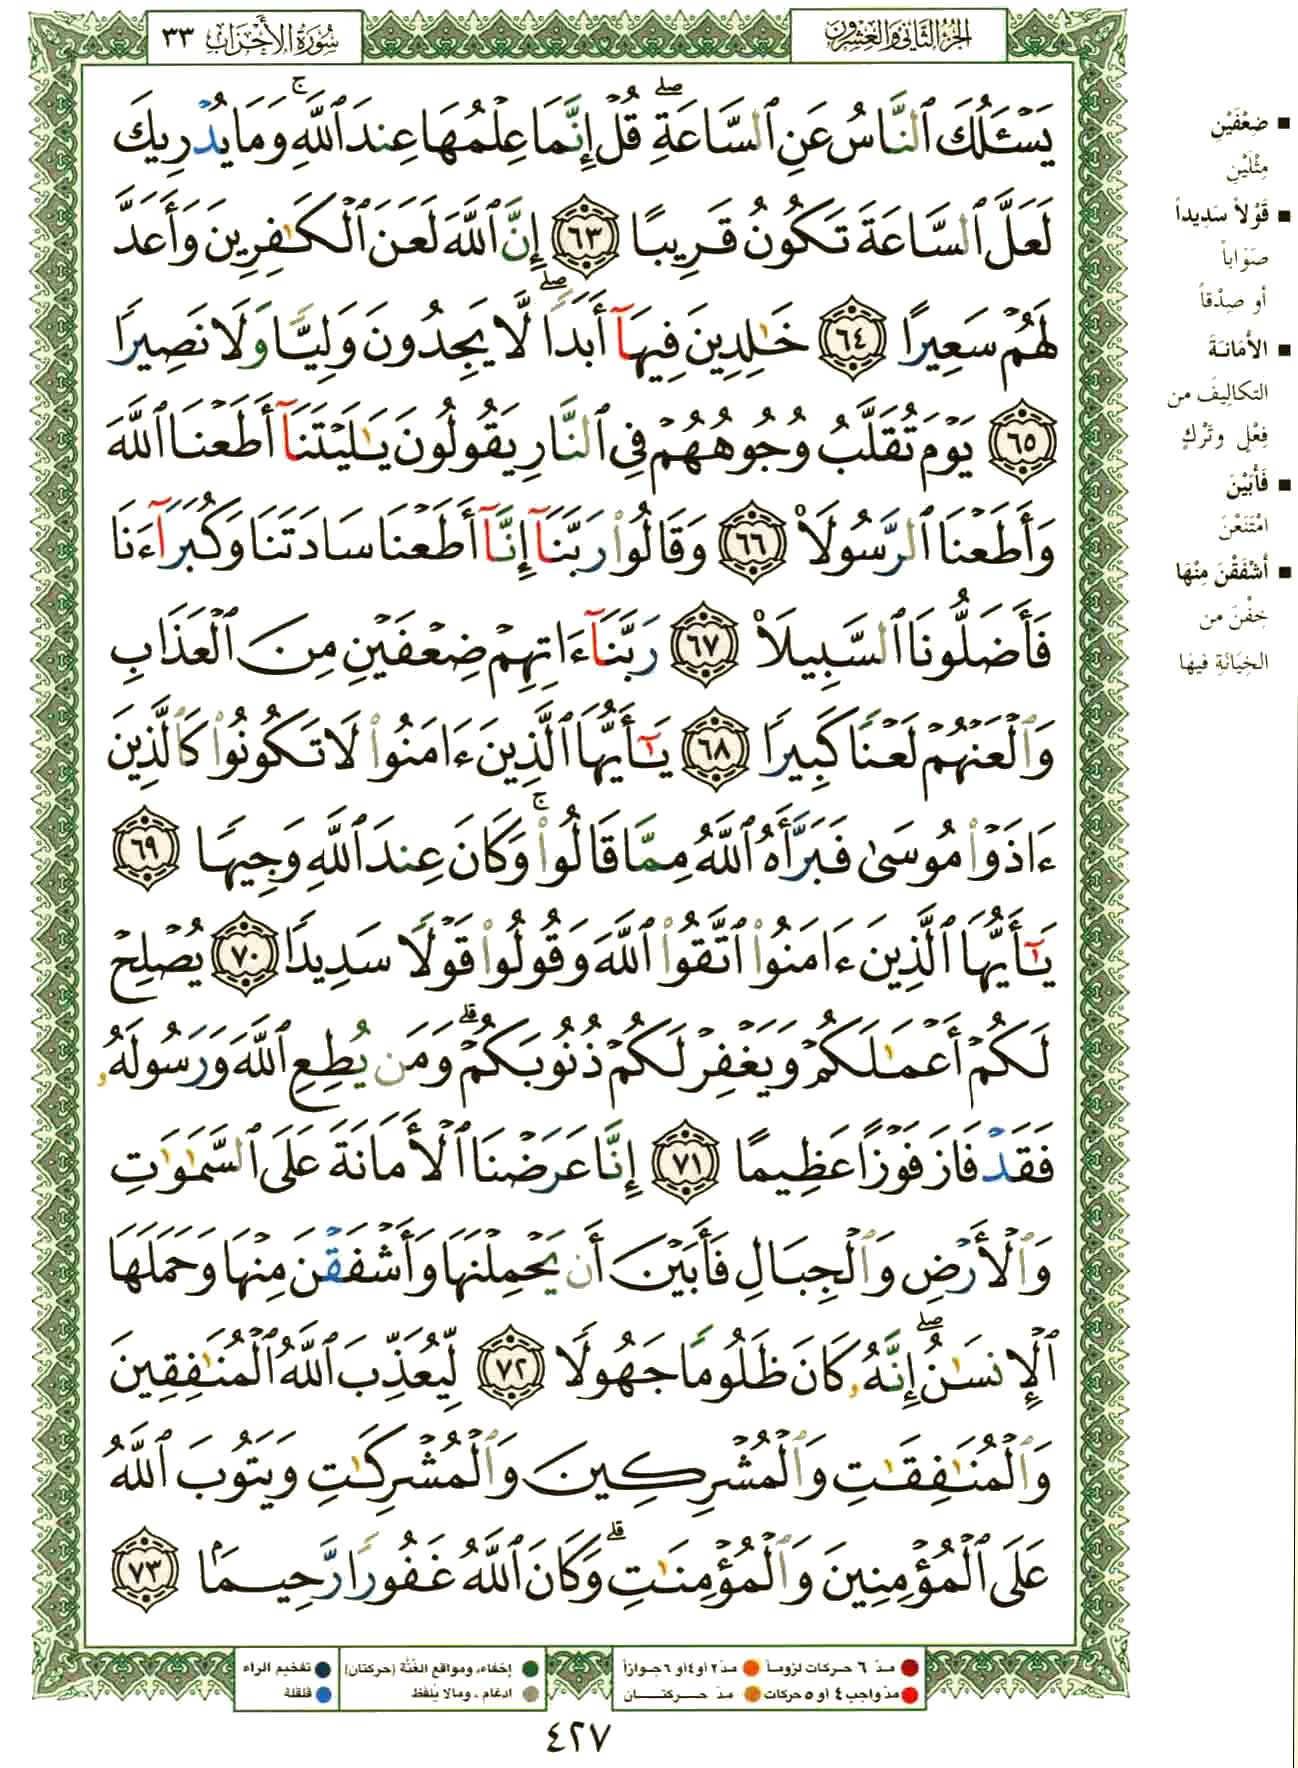 الجزء الثاني والعشرون
سورة الأحزاب ٣٣
يَسْـَٔلُكَ ٱلنَّاسُ عَنِ ٱلسَّاعَةِ ۖ قُلْ إِنَّمَا عِلْمُهَا عِندَ ٱللَّهِ ۚ وَمَا يُدْرِيكَ
لَعَلَّ ٱلسَّاعَةَ تَكُونُ قَرِيبًا ٦٣ إِنَّ ٱللَّهَ لَعَنَ ٱلْكَـٰفِرِينَ وَأَعَدَّ
لَهُمْ سَعِيرًا ٦٤ خَـٰلِدِينَ فِيهَآ أَبَدًا ۖ لَّا يَجِدُونَ وَلِيًّا وَلَا نَصِيرًا
٦٥ يَوْمَ تُقَلَّبُ وُجُوهُهُمْ فِى ٱلنَّارِ يَقُولُونَ يَـٰلَيْتَنَآ أَطَعْنَا ٱللَّهَ
وَأَطَعْنَا ٱلرَّسُولَا۠ ٦٦ وَقَالُوا۟ رَبَّنَآ إِنَّآ أَطَعْنَا سَادَتَنَا وَكُبَرَآءَنَا
فَأَضَلُّونَا ٱلسَّبِيلَا۠ ٦٧ رَبَّنَآ ءَاتِهِمْ ضِعْفَيْنِ مِنَ ٱلْعَذَابِ
وَٱلْعَنْهُمْ لَعْنًا كَبِيرًا ٦٨ يَـٰٓأَيُّهَا ٱلَّذِينَ ءَامَنُوا۟ لَا تَكُونُوا۟ كَٱلَّذِينَ
ءَاذَوْا۟ مُوسَىٰ فَبَرَّأَهُ ٱللَّهُ مِمَّا قَالُوا۟ ۚ وَكَانَ عِندَ ٱللَّهِ وَجِيهًا ٦٩
يَـٰٓأَيُّهَا ٱلَّذِينَ ءَامَنُوا۟ ٱتَّقُوا۟ ٱللَّهَ وَقُولُوا۟ قَوْلًا سَدِيدًا ٧٠ يُصْلِحْ
لَكُمْ أَعْمَـٰلَكُمْ وَيَغْفِرْ لَكُمْ ذُنُوبَكُمْ ۗ وَمَن يُطِعِ ٱللَّهَ وَرَسُولَهُۥ
فَقَدْ فَازَ فَوْزًا عَظِيمًا ٧١ إِنَّا عَرَضْنَا ٱلْأَمَانَةَ عَلَى ٱلسَّمَـٰوَٰتِ
وَٱلْأَرْضِ وَٱلْجِبَالِ فَأَبَيْنَ أَن يَحْمِلْنَهَا وَأَشْفَقْنَ مِنْهَا وَحَمَلَهَا
ٱلْإِنسَـٰنُ ۖ إِنَّهُۥ كَانَ ظَلُومًا جَهُولًا ٧٢ لِّيُعَذِّبَ ٱللَّهُ ٱلْمُنَـٰفِقِينَ
وَٱلْمُنَـٰفِقَـٰتِ وَٱلْمُشْرِكِينَ وَٱلْمُشْرِكَـٰتِ وَيَتُوبَ ٱللَّهُ
عَلَى ٱلْمُؤْمِنِينَ وَٱلْمُؤْمِنَـٰتِ ۗ وَكَانَ ٱللَّهُ غَفُورًا رَّحِيمًۢا ٧٣
■ ضِعْفَيْنِ
مِثْلَيْنِ
■ قَوْلاً سَدِيداً
صَوَاباً
أو صِدْقاً
■ الأَمَانَةَ
التكالِيفَ من
فِعْلٍ وتَرْكٍ
■ فَأَبَيْنَ
امْتَنَعْنَ
■ أَشْفَقْنَ مِنْهَا
خِفْنَ من
الخِيَانَةِ فيها
مدّ ٦ حركات لزوماً مدّ٢ أو٤ أو ٦ جوازاً
مدّ واجب ٤ أو ٥ حركات مدّ حركتان
إخفاء، ومواقع الغُنَّة (حركتان) تفخيم الراء
ادغام، ومالا يُلفَظ قلقلة
٤٢٧